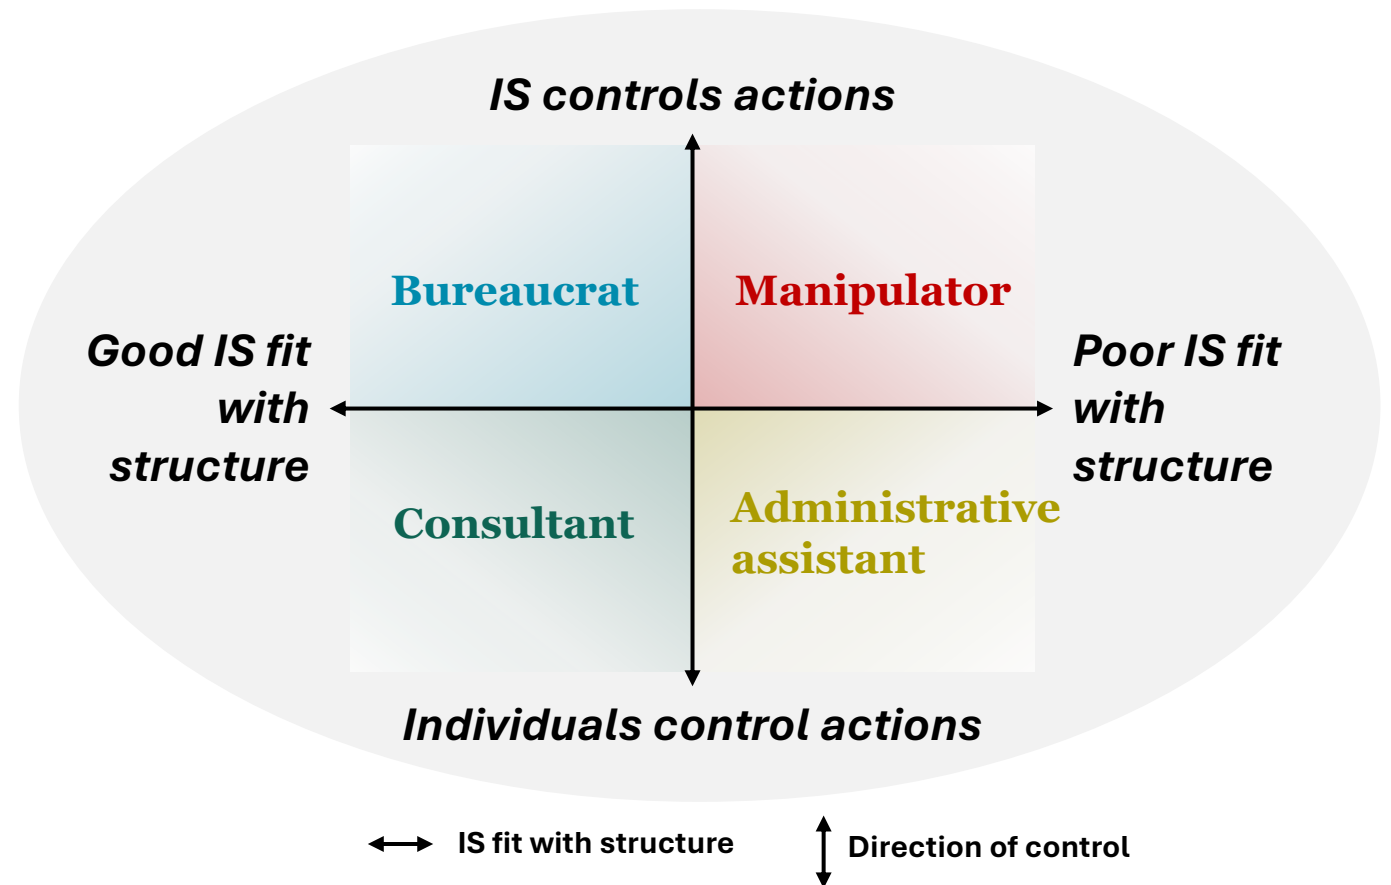 IS controls actions
Bureaucrat
Manipulator
Good IS fit
with
structure
Poor IS fit
with
structure
Consultant
Administrative
assistant
Individuals control actions
IS fit with structure
Direction of control